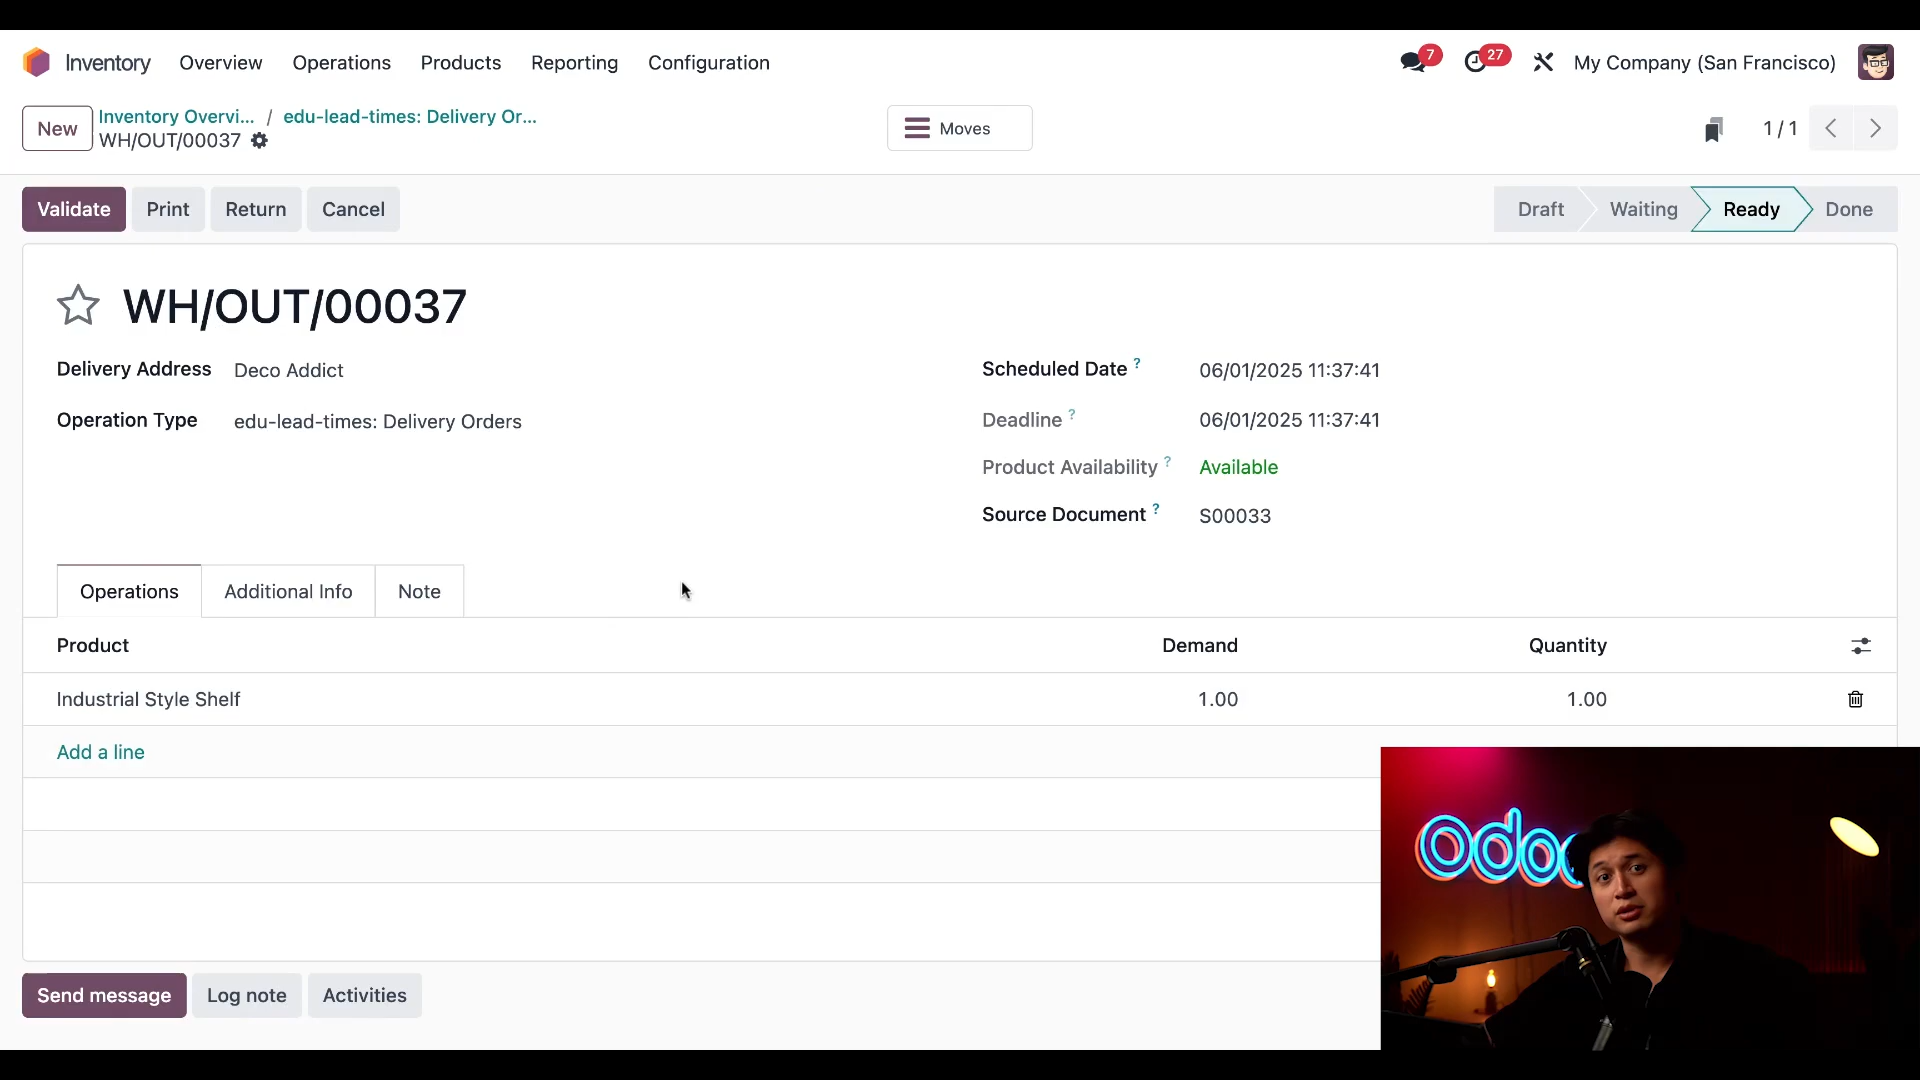 Inventory Overview Operations Products Reporting Configuration 7 27 My Company (San Francisco)
New Inventory Overvi... / edu-lead-times: Delivery Or... Moves 1 / 1
WH/OUT/00037
Validate Print Return Cancel Draft Waiting Ready Done
WH/OUT/00037
Delivery Address Deco Addict Scheduled Date ? 06/01/2025 11:37:41
Operation Type edu-lead-times: Delivery Orders Deadline ? 06/01/2025 11:37:41
Product Availability ? Available
Source Document ? S00033
Operations Additional Info Note
Product Demand Quantity
Industrial Style Shelf 1.00 1.00
Add a line
odoo
Send message Log note Activities